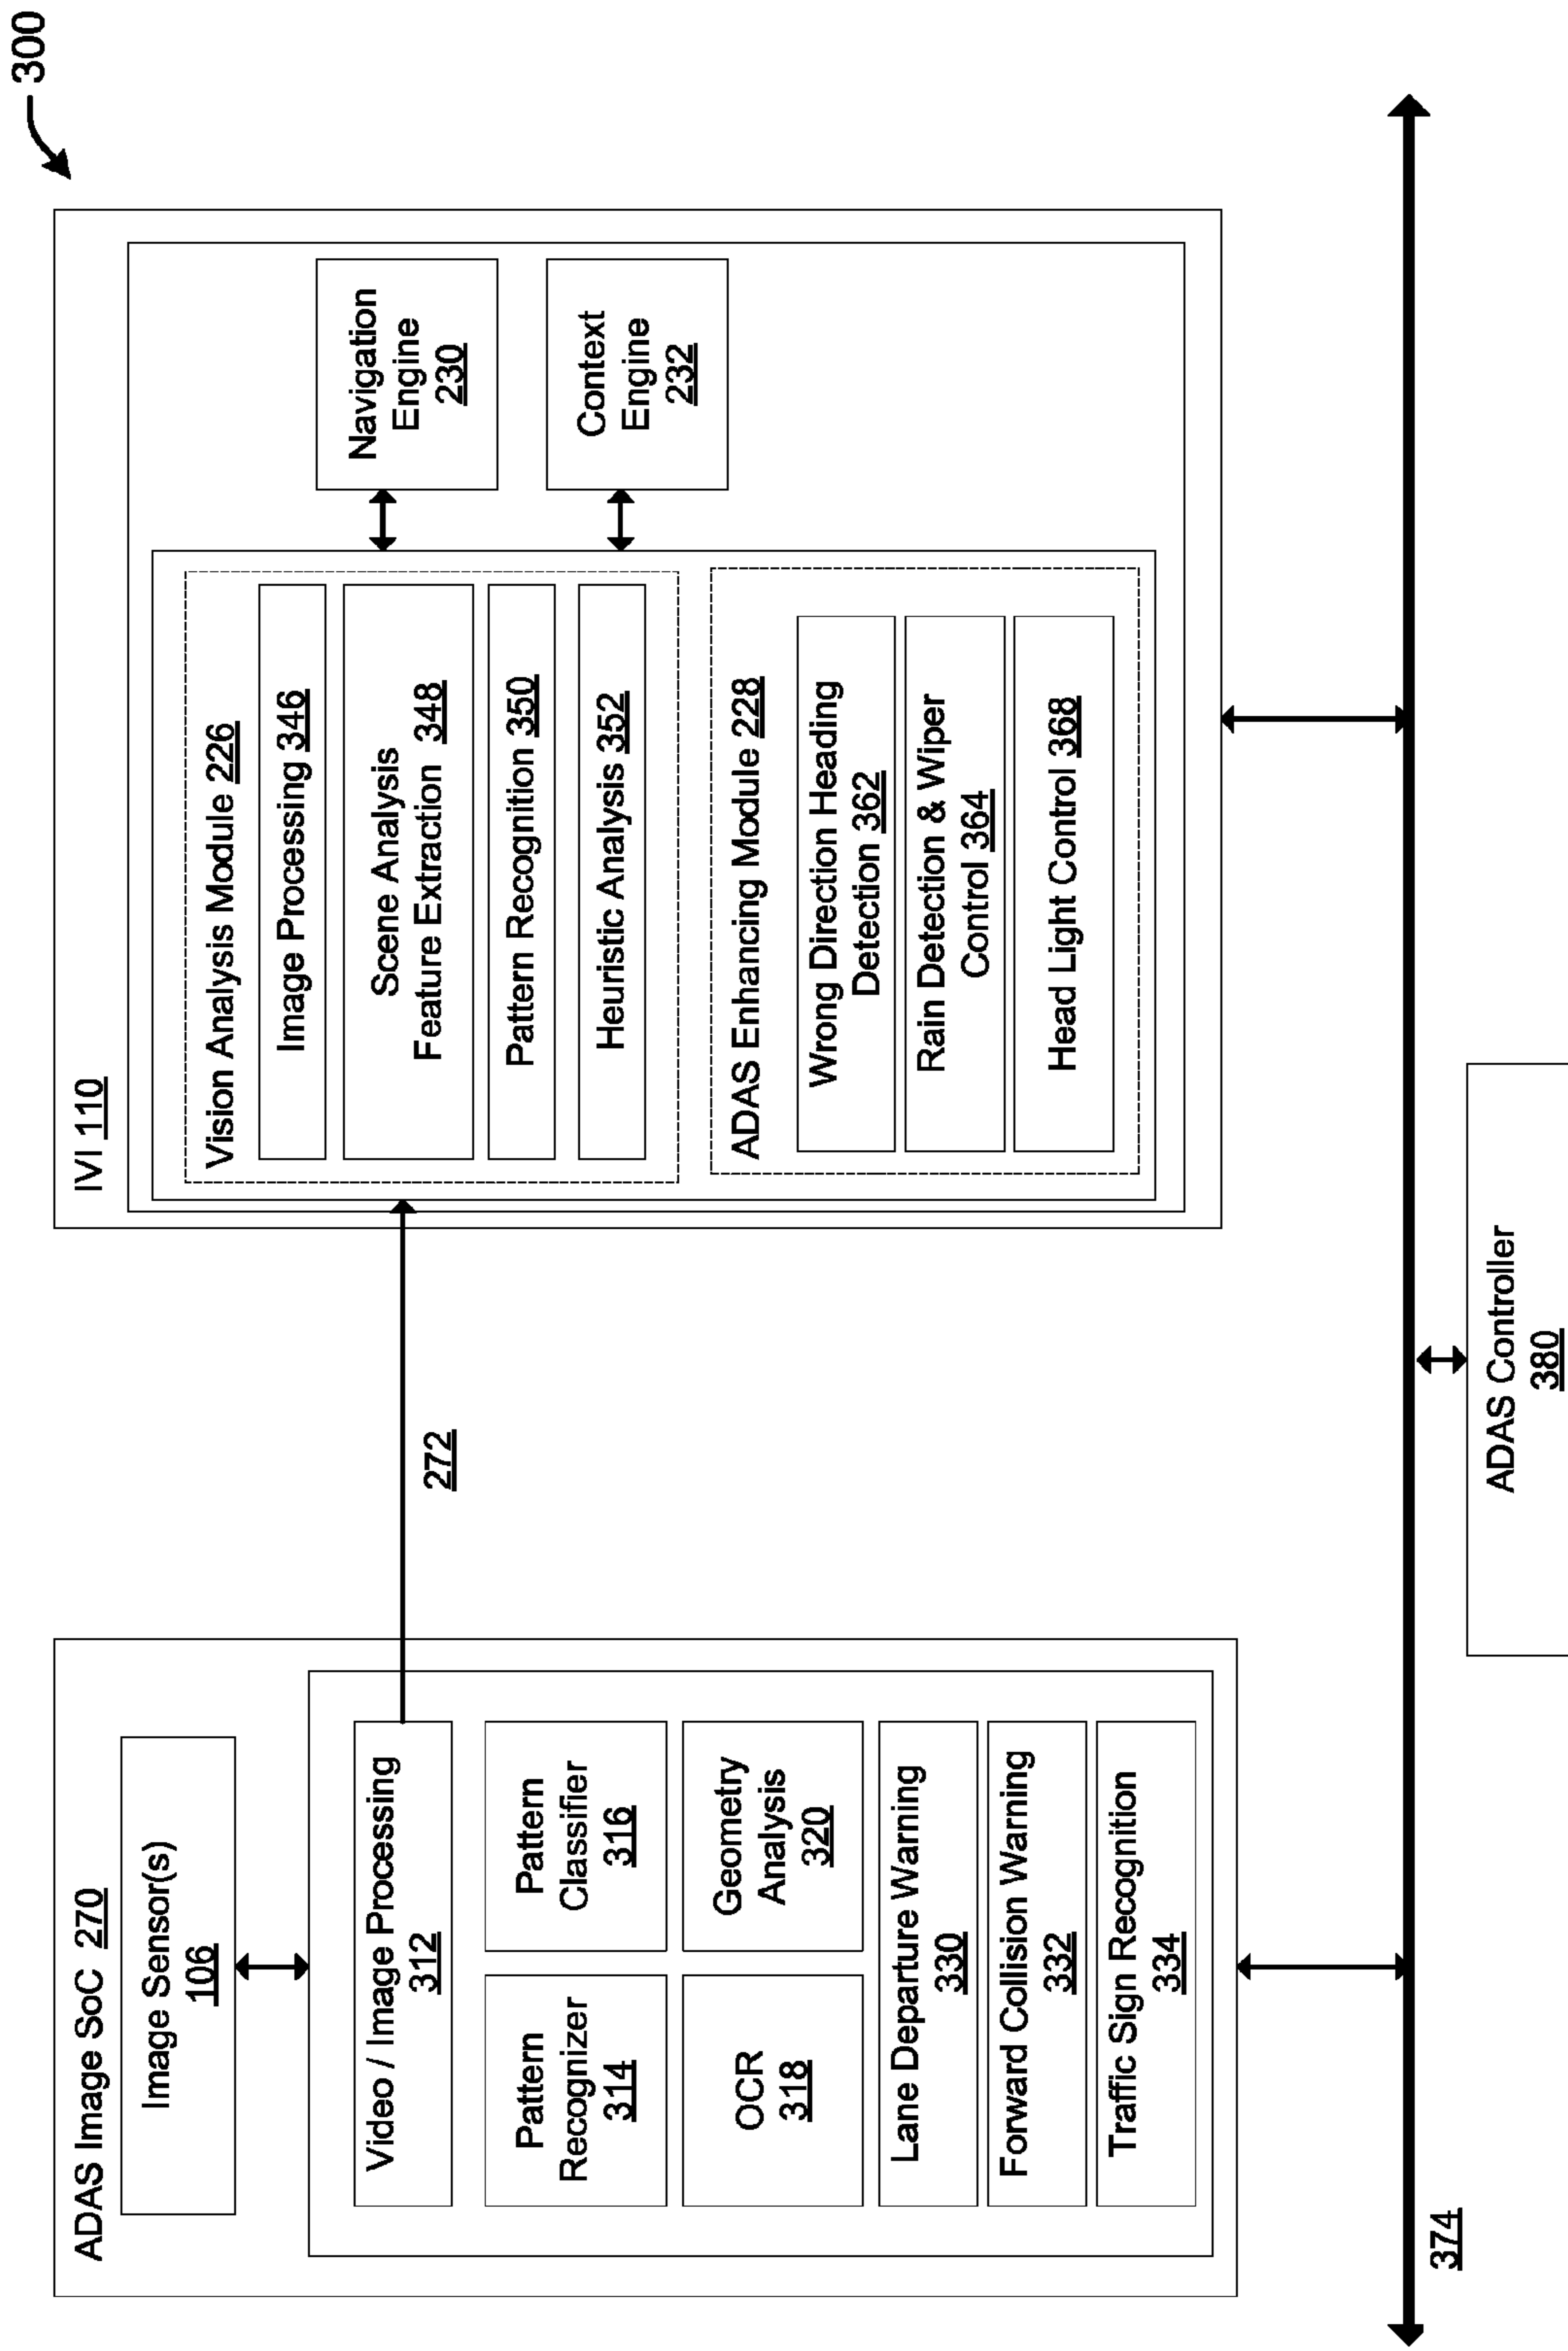 300
ADAS Image SoC 270
Image Sensor(s)
106
Video / Image Processing
312
Pattern
Recognizer
314
Pattern
Classifier
316
OCR
318
Geometry
Analysis
320
Lane Departure Warning
330
Forward Collision Warning
332
Traffic Sign Recognition
334
272
IVI 110
Vision Analysis Module 226
Image Processing 346
Scene Analysis
Feature Extraction 348
Pattern Recognition 350
Heuristic Analysis 352
ADAS Enhancing Module 228
Wrong Direction Heading
Detection 362
Rain Detection & Wiper
Control 364
Head Light Control 368
Navigation
Engine
230
Context
Engine
232
374
ADAS Controller
380